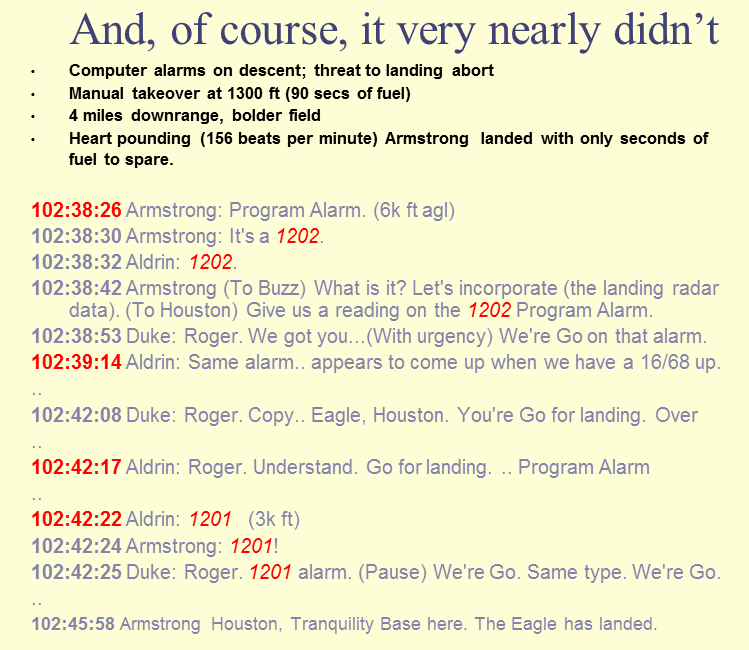 And, of course, it very nearly didn’t
• Computer alarms on descent; threat to landing abort
• Manual takeover at 1300 ft (90 secs of fuel)
• 4 miles downrange, bolder field
• Heart pounding (156 beats per minute) Armstrong landed with only seconds of
fuel to spare.
102:38:26 Armstrong: Program Alarm. (6k ft agl)
102:38:30 Armstrong: It's a 1202.
102:38:32 Aldrin: 1202.
102:38:42 Armstrong (To Buzz) What is it? Let's incorporate (the landing radar
data). (To Houston) Give us a reading on the 1202 Program Alarm.
102:38:53 Duke: Roger. We got you...(With urgency) We're Go on that alarm.
102:39:14 Aldrin: Same alarm.. appears to come up when we have a 16/68 up.
..
102:42:08 Duke: Roger. Copy.. Eagle, Houston. You're Go for landing. Over
..
102:42:17 Aldrin: Roger. Understand. Go for landing. .. Program Alarm
..
102:42:22 Aldrin: 1201 (3k ft)
102:42:24 Armstrong: 1201!
102:42:25 Duke: Roger. 1201 alarm. (Pause) We're Go. Same type. We're Go.
..
102:45:58 Armstrong Houston, Tranquility Base here. The Eagle has landed.